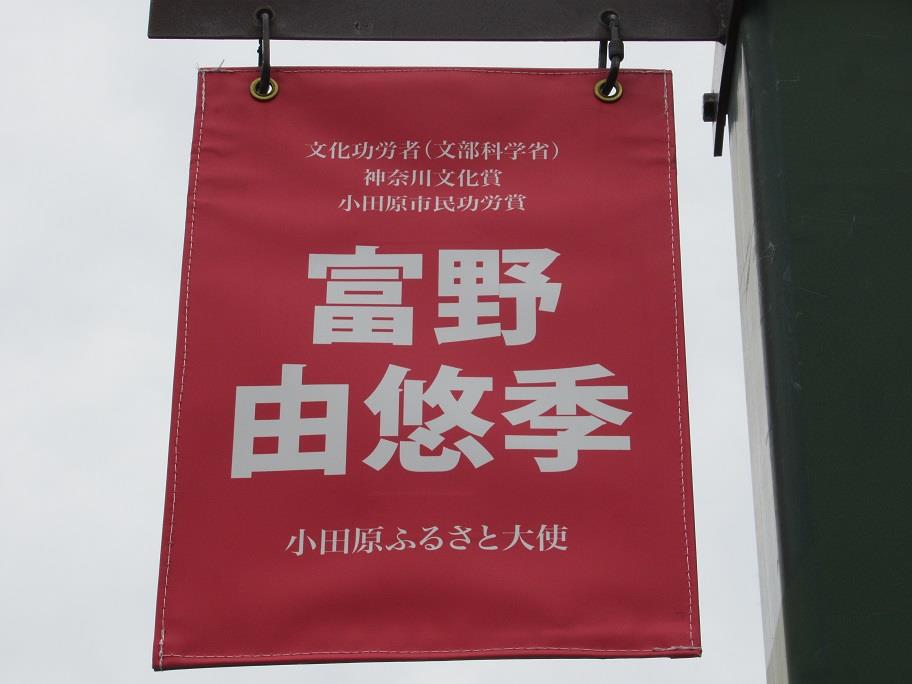 文化功労者（文部科学省）
神奈川文化賞
小田原市民功労賞
富野
由悠季
小田原ふるさと大使